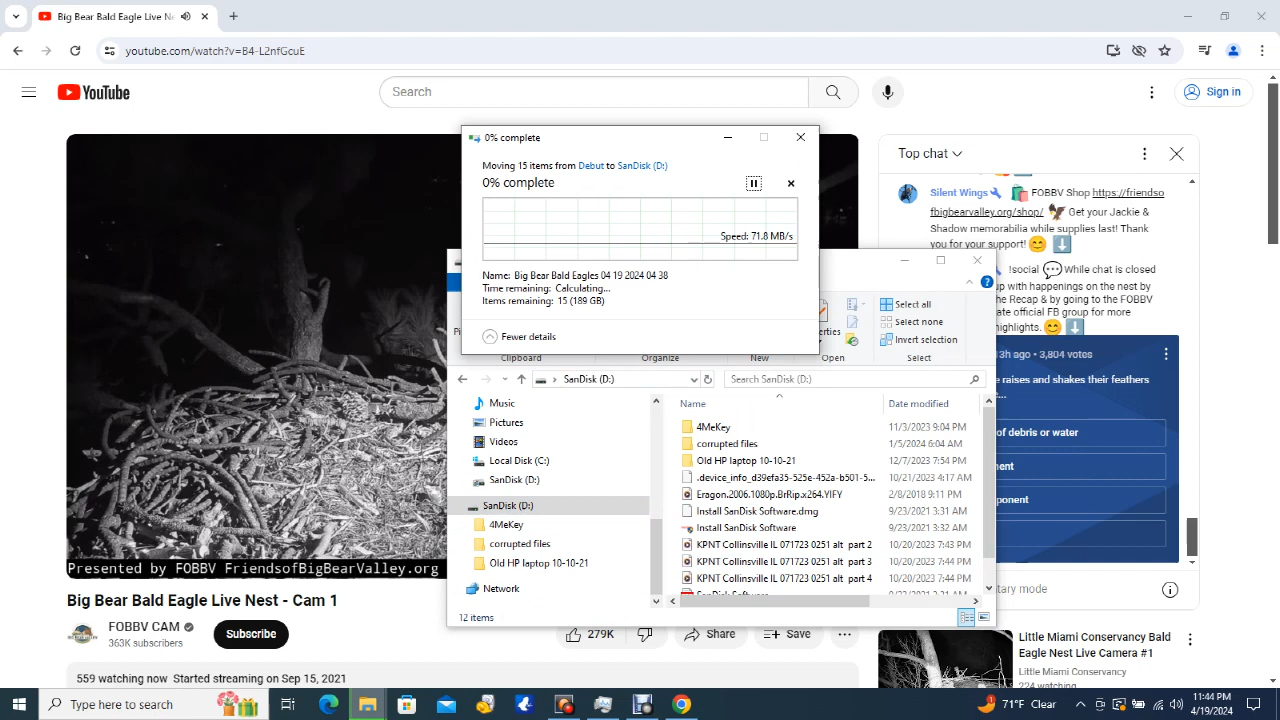 Big Bear Bald Eagle Live Ne
youtube.com/watch?v=B4-L2nfGcuE
YouTube
Search
Sign in
0% complete
Moving 15 items from Debut to SanDisk (D:)
0% complete
Speed: 71.8 MB/s
Name: Big Bear Bald Eagles 04 19 2024 04 38
Time remaining: Calculating...
Items remaining: 15 (189 GB)
Fewer details
Clipboard
Organize
New
Open
Select
Select all
Select none
Invert selection
SanDisk (D:)
Search SanDisk (D:)
Music
Pictures
Videos
Local Disk (C:)
SanDisk (D:)
SanDisk (D:)
4MeKey
corrupted files
Old HP laptop 10-10-21
Network
Name
Date modified
4MeKey 11/3/2023 9:04 PM
corrupted files 1/5/2024 6:04 AM
Old HP laptop 10-10-21 12/7/2023 7:54 PM
.device_info_d39efa35-525e-452a-b501-5... 10/21/2023 4:17 AM
Eragon.2006.1080p.BrRip.x264.YIFY 2/8/2018 9:11 PM
Install SanDisk Software.dmg 9/23/2021 3:31 AM
Install SanDisk Software 9/23/2021 3:32 AM
KPNT Collinsville IL 071723 0251 alt part 2 10/20/2023 7:43 PM
KPNT Collinsville IL 071723 0251 alt part 3 10/20/2023 7:44 PM
KPNT Collinsville IL 071723 0251 alt part 4 10/20/2023 7:44 PM
12 items
Top chat
Silent Wings FOBBV Shop https://friendso
fbigbearvalley.org/shop/ Get your Jackie &
Shadow memorabilia while supplies last! Thank
you for your support!
!social While chat is closed
up with happenings on the nest by
the Recap & by going to the FOBBV
ate official FB group for more
highlights.
13h ago • 3,804 votes
e raises and shakes their feathers
of debris or water
ment
ponent
tary mode
Presented by FOBBV FriendsofBigBearValley.org
Big Bear Bald Eagle Live Nest - Cam 1
FOBBV CAM
363K subscribers
Subscribe
279K
Share
Save
559 watching now Started streaming on Sep 15, 2021
Little Miami Conservancy Bald
Eagle Nest Live Camera #1
Little Miami Conservancy
224 watching
Type here to search
71°F Clear
11:44 PM
4/19/2024